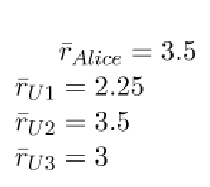 r̄_Alice = 3.5
r̄_U1 = 2.25
r̄_U2 = 3.5
r̄_U3 = 3